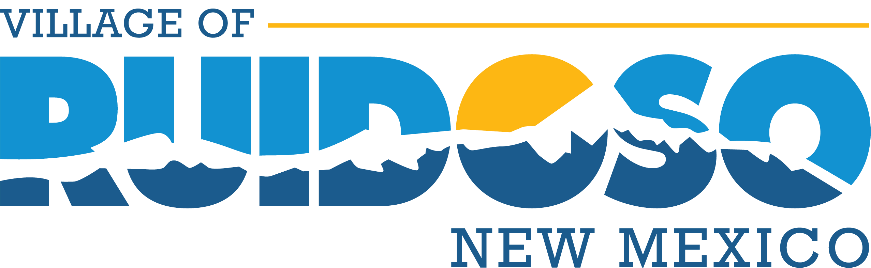 VILLAGE OF
RUIDOSO
NEW MEXICO